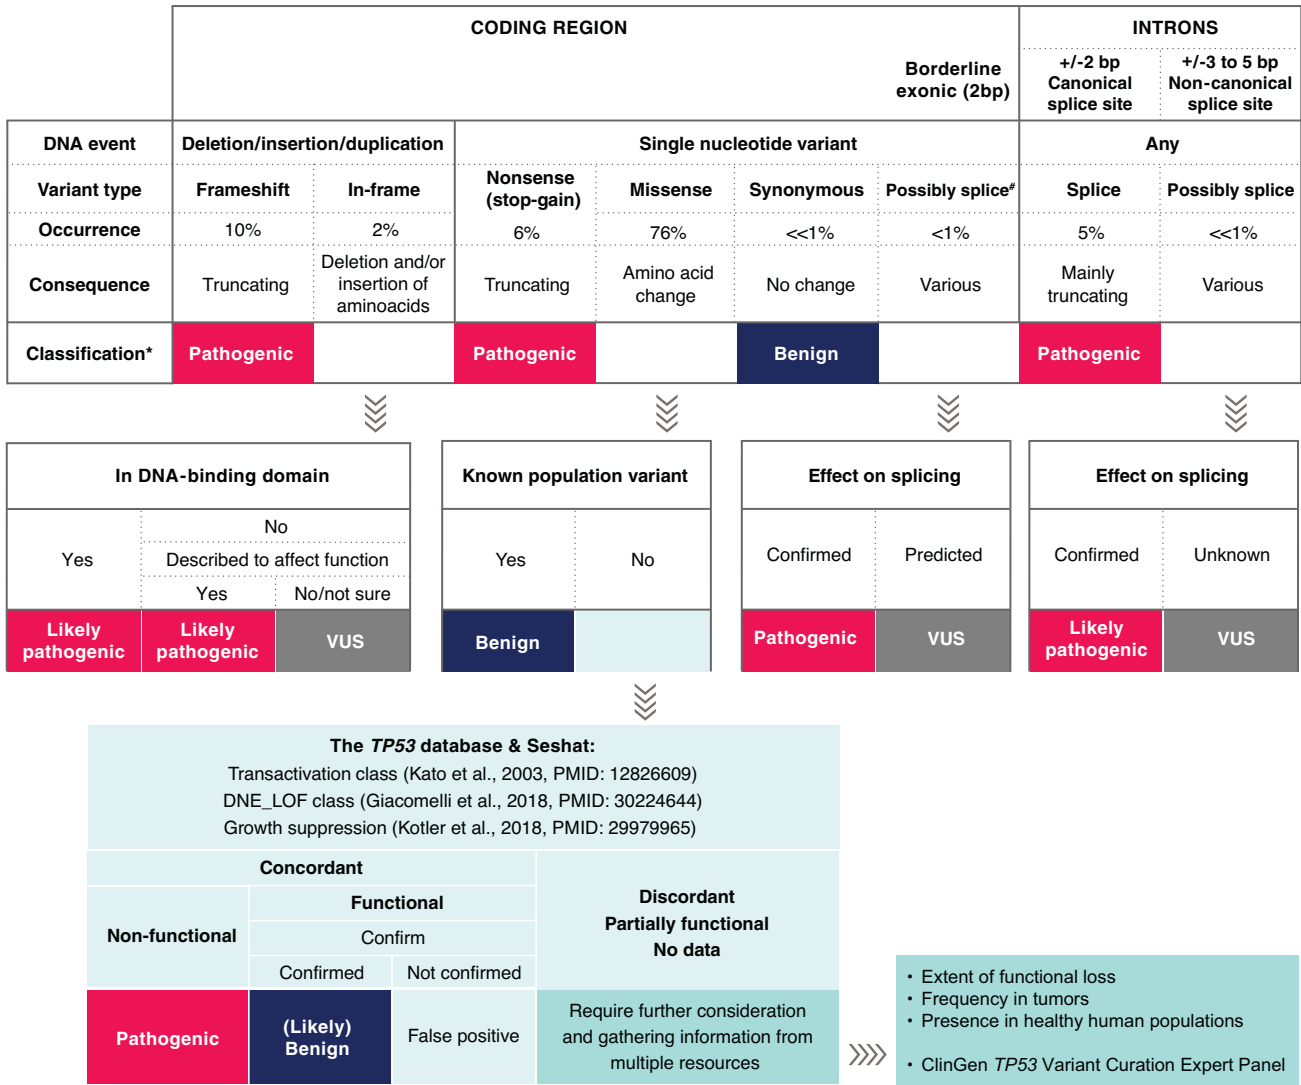 CODING REGION
INTRONS
Borderline
exonic (2bp)
+/-2 bp
Canonical
splice site
+/-3 to 5 bp
Non-canonical
splice site
DNA event
Deletion/insertion/duplication
Single nucleotide variant
Any
Variant type
Frameshift
In-frame
Nonsense
(stop-gain)
Missense
Synonymous
Possibly splice#
Splice
Possibly splice
Occurrence
10%
2%
6%
76%
<<1%
<1%
5%
<<1%
Consequence
Truncating
Deletion and/or
insertion of
aminoacids
Truncating
Amino acid
change
No change
Various
Mainly
truncating
Various
Classification*
Pathogenic
Pathogenic
Benign
Pathogenic
In DNA-binding domain
Yes
No
Described to affect function
Yes
No/not sure
Likely
pathogenic
Likely
pathogenic
VUS
Known population variant
Yes
No
Benign
Effect on splicing
Confirmed
Predicted
Pathogenic
VUS
Effect on splicing
Confirmed
Unknown
Likely
pathogenic
VUS
The TP53 database & Seshat:
Transactivation class (Kato et al., 2003, PMID: 12826609)
DNE_LOF class (Giacomelli et al., 2018, PMID: 30224644)
Growth suppression (Kotler et al., 2018, PMID: 29979965)
Concordant
Non-functional
Functional
Confirm
Confirmed
Not confirmed
Discordant
Partially functional
No data
Pathogenic
(Likely)
Benign
False positive
Require further consideration
and gathering information from
multiple resources
• Extent of functional loss
• Frequency in tumors
• Presence in healthy human populations
• ClinGen TP53 Variant Curation Expert Panel